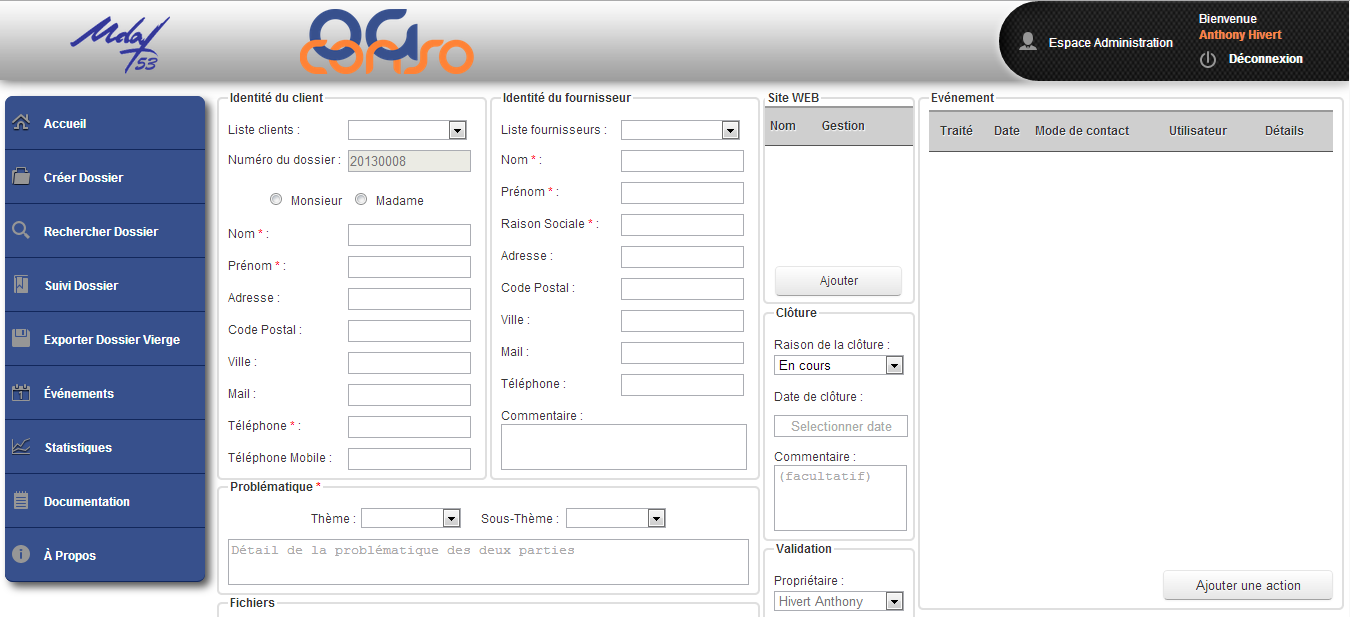 Mdaf
53
OGI
conso
Espace Administration
Bienvenue
Anthony Hivert
Déconnexion
Accueil
Créer Dossier
Rechercher Dossier
Suivi Dossier
Exporter Dossier Vierge
1
Événements
Statistiques
Documentation
i
À Propos
Identité du client
Liste clients :
Numéro du dossier : 20130008
Monsieur Madame
Nom * :
Prénom * :
Adresse :
Code Postal :
Ville :
Mail :
Téléphone * :
Téléphone Mobile :
Identité du fournisseur
Liste fournisseurs :
Nom * :
Prénom * :
Raison Sociale * :
Adresse :
Code Postal :
Ville :
Mail :
Téléphone :
Commentaire :
Problématique *
Thème : Sous-Thème :
Détail de la problématique des deux parties
Fichiers
Site WEB
Nom Gestion
Ajouter
Clôture
Raison de la clôture :
En cours
Date de clôture :
Selectionner date
Commentaire :
(facultatif)
Validation
Propriétaire :
Hivert Anthony
Evénement
Traité Date Mode de contact Utilisateur Détails
Ajouter une action